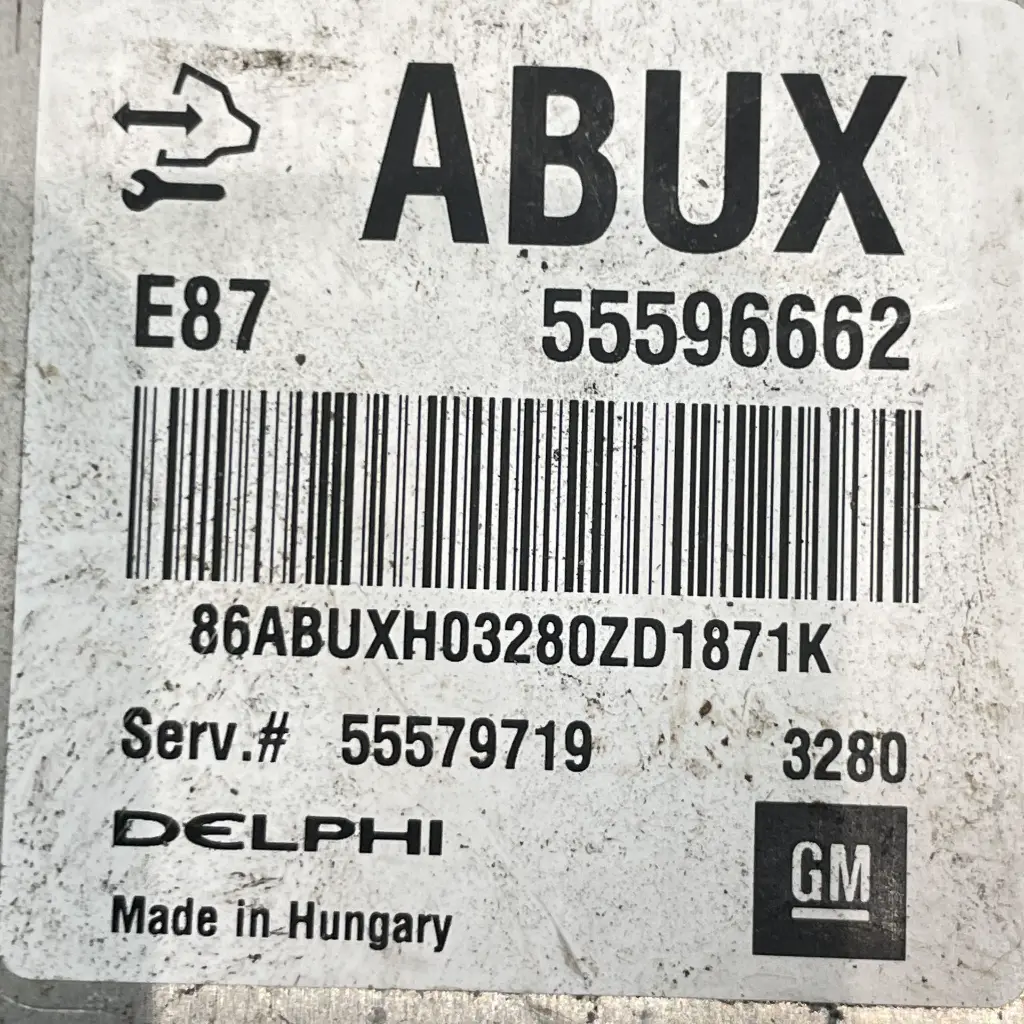 ABUX
E87 55596662
86ABUXH03280ZD1871K
Serv.# 55579719 3280
DELPHI
GM
Made in Hungary